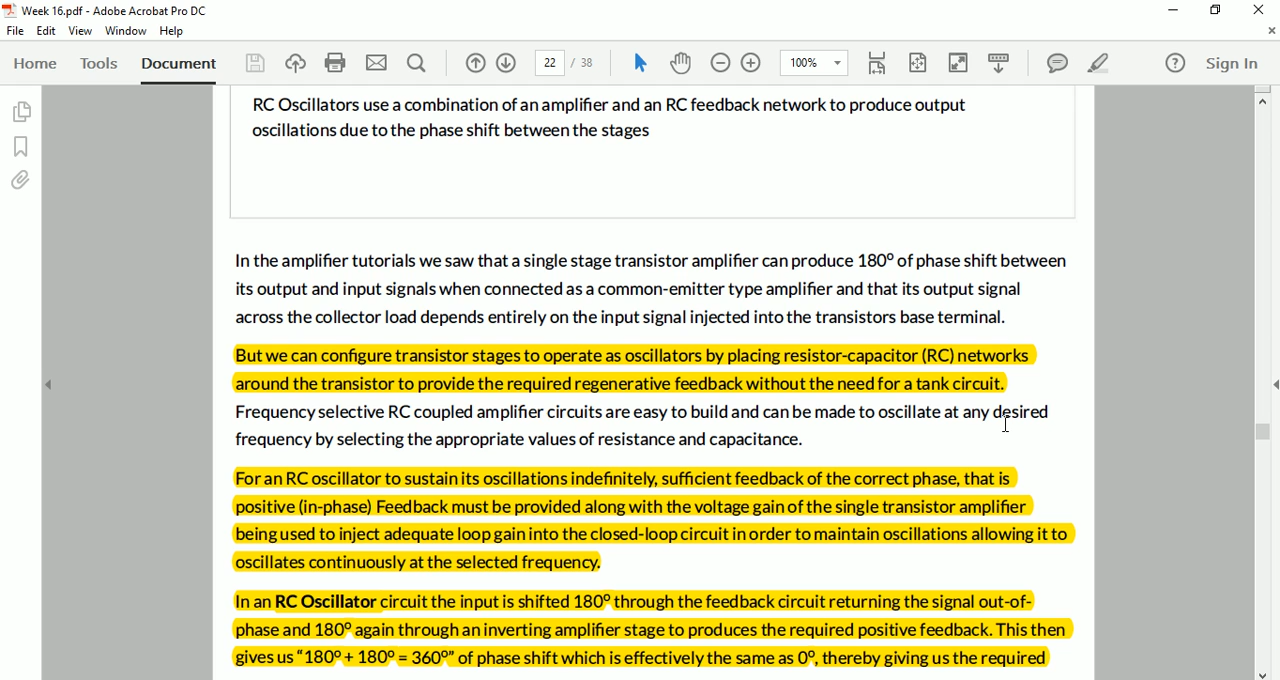 Week 16.pdf - Adobe Acrobat Pro DC
File Edit View Window Help
Home Tools Document 22 / 38 100% Sign In
RC Oscillators use a combination of an amplifier and an RC feedback network to produce output
oscillations due to the phase shift between the stages
In the amplifier tutorials we saw that a single stage transistor amplifier can produce 180º of phase shift between
its output and input signals when connected as a common-emitter type amplifier and that its output signal
across the collector load depends entirely on the input signal injected into the transistors base terminal.
But we can configure transistor stages to operate as oscillators by placing resistor-capacitor (RC) networks
around the transistor to provide the required regenerative feedback without the need for a tank circuit.
Frequency selective RC coupled amplifier circuits are easy to build and can be made to oscillate at any desired
frequency by selecting the appropriate values of resistance and capacitance.
For an RC oscillator to sustain its oscillations indefinitely, sufficient feedback of the correct phase, that is
positive (in-phase) Feedback must be provided along with the voltage gain of the single transistor amplifier
being used to inject adequate loop gain into the closed-loop circuit in order to maintain oscillations allowing it to
oscillates continuously at the selected frequency.
In an RC Oscillator circuit the input is shifted 180º through the feedback circuit returning the signal out-of-
phase and 180º again through an inverting amplifier stage to produces the required positive feedback. This then
gives us “180º + 180º = 360º” of phase shift which is effectively the same as 0º, thereby giving us the required